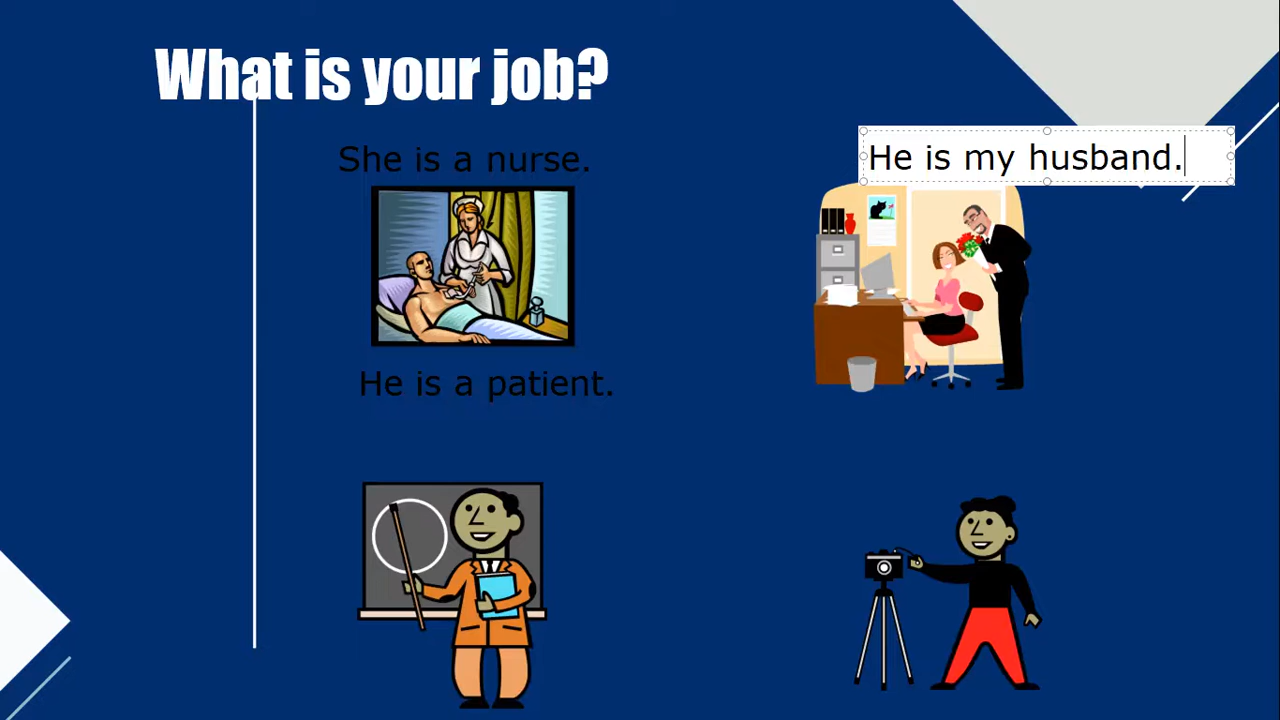 What is your job?
She is a nurse.
He is my husband.
He is a patient.